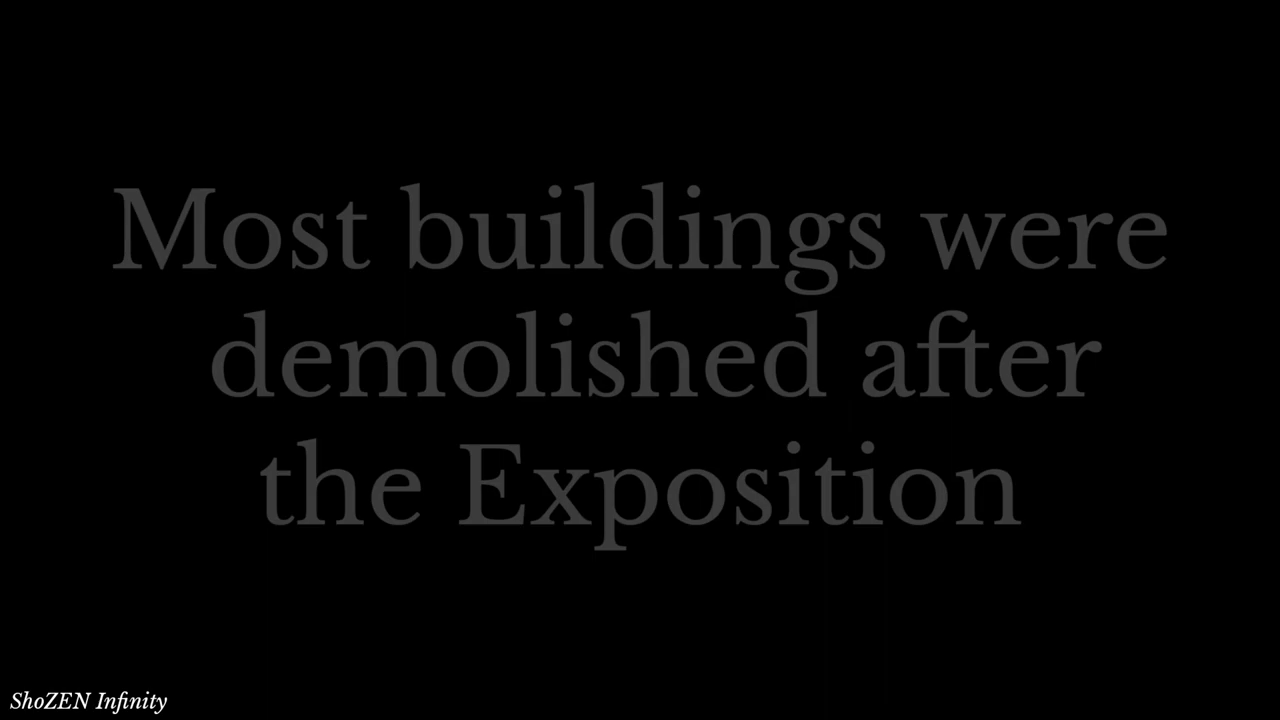 Most buildings were
demolished after
the Exposition
ShoZEN Infinity